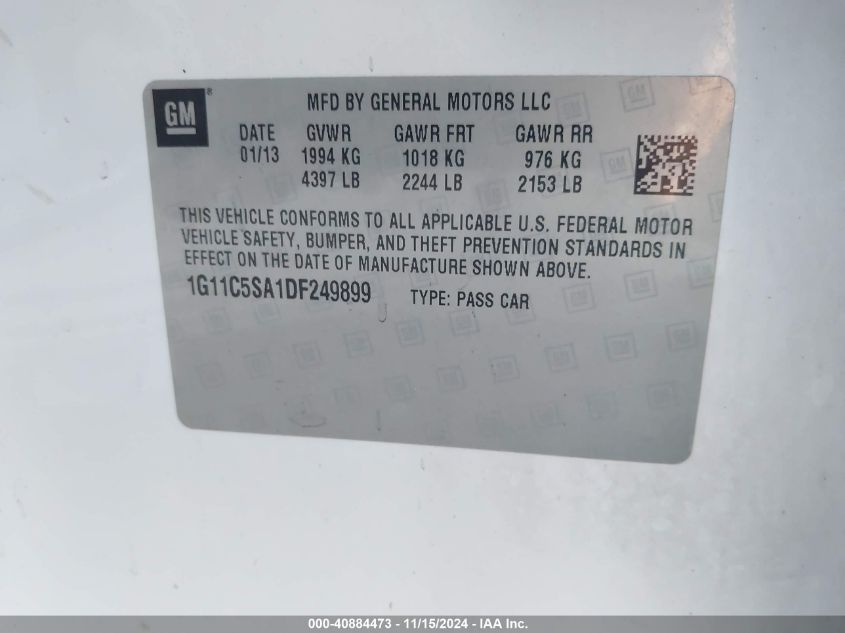 GM®
MFD BY GENERAL MOTORS LLC
DATE GVWR GAWR FRT GAWR RR
01/13 1994 KG 1018 KG 976 KG
4397 LB 2244 LB 2153 LB
THIS VEHICLE CONFORMS TO ALL APPLICABLE U.S. FEDERAL MOTOR
VEHICLE SAFETY, BUMPER, AND THEFT PREVENTION STANDARDS IN
EFFECT ON THE DATE OF MANUFACTURE SHOWN ABOVE.
1G11C5SA1DF249899 TYPE: PASS CAR
000-40884473 - 11/15/2024 - IAA Inc.